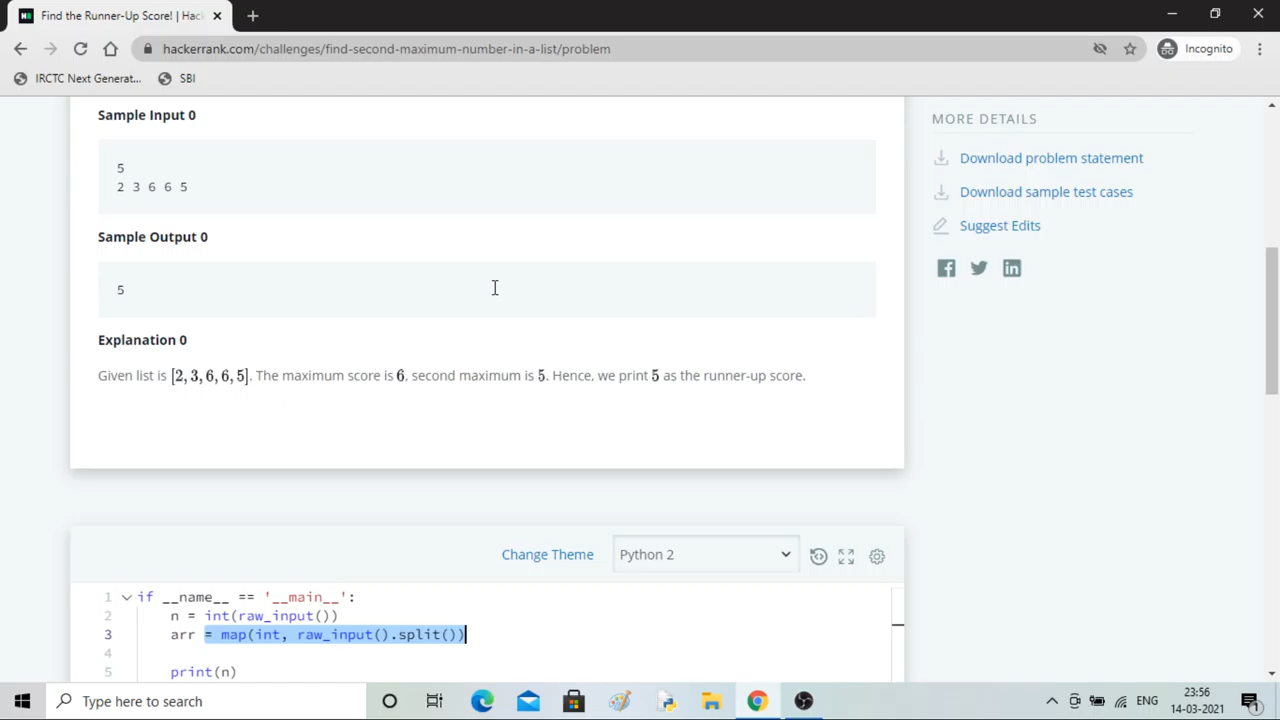 Find the Runner-Up Score! | Hac
hackerrank.com/challenges/find-second-maximum-number-in-a-list/problem
Incognito
IRCTC Next Generat...
SBI
Sample Input 0
5
2 3 6 6 5
Sample Output 0
5
Explanation 0
Given list is [2, 3, 6, 6, 5]. The maximum score is 6, second maximum is 5. Hence, we print 5 as the runner-up score.
MORE DETAILS
Download problem statement
Download sample test cases
Suggest Edits
Change Theme
Python 2
1 if __name__ == '__main__':
2 n = int(raw_input())
3 arr = map(int, raw_input().split())
4
5 print(n)
Type here to search
ENG
23:56
14-03-2021
1